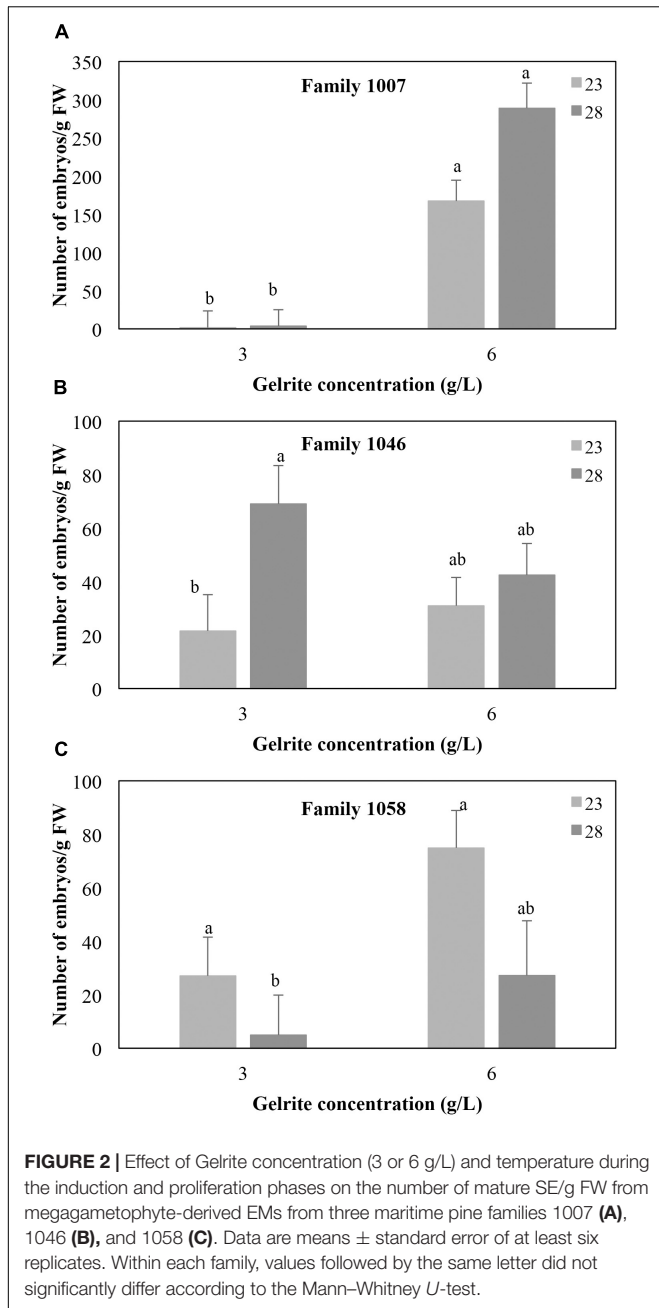 A
Family 1007
23
28
Number of embryos/g FW
350
300
250
200
150
100
50
0
b
b
a
a
3
6
Gelrite concentration (g/L)
B
Family 1046
23
28
Number of embryos/g FW
100
80
60
40
20
0
b
a
ab
ab
3
6
Gelrite concentration (g/L)
C
Family 1058
23
28
Number of embryos/g FW
100
80
60
40
20
0
a
b
a
ab
3
6
Gelrite concentration (g/L)
FIGURE 2 | Effect of Gelrite concentration (3 or 6 g/L) and temperature during
the induction and proliferation phases on the number of mature SE/g FW from
megagametophyte-derived EMs from three maritime pine families 1007 (A),
1046 (B), and 1058 (C). Data are means ± standard error of at least six
replicates. Within each family, values followed by the same letter did not
significantly differ according to the Mann–Whitney U-test.